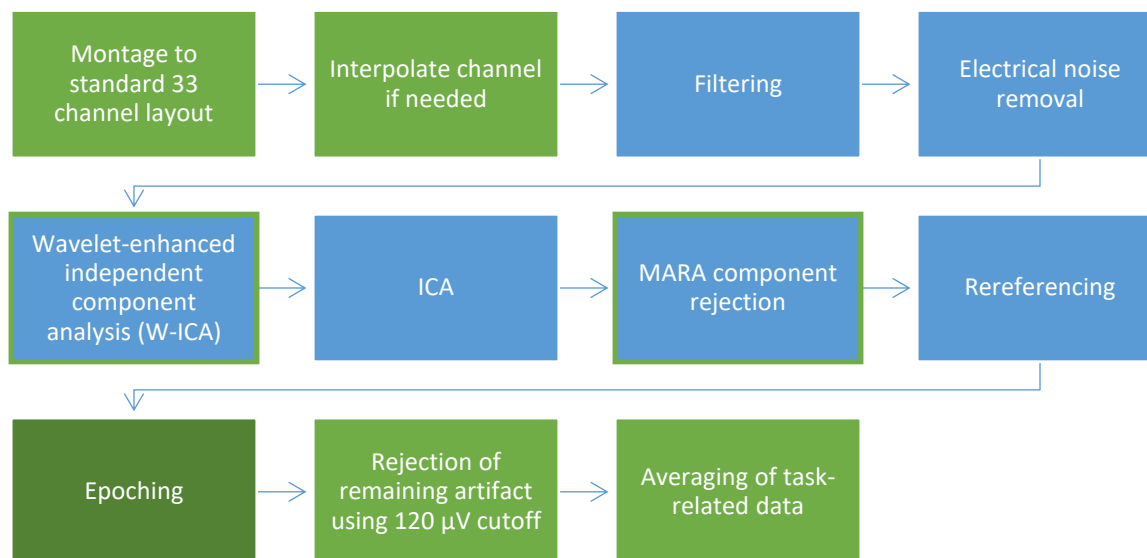 Montage to
standard 33
channel layout
Interpolate channel
if needed
Filtering
Electrical noise
removal
Wavelet-enhanced
independent
component
analysis (W-ICA)
ICA
MARA component
rejection
Rereferencing
Epoching
Rejection of
remaining artifact
using 120 µV cutoff
Averaging of task-
related data